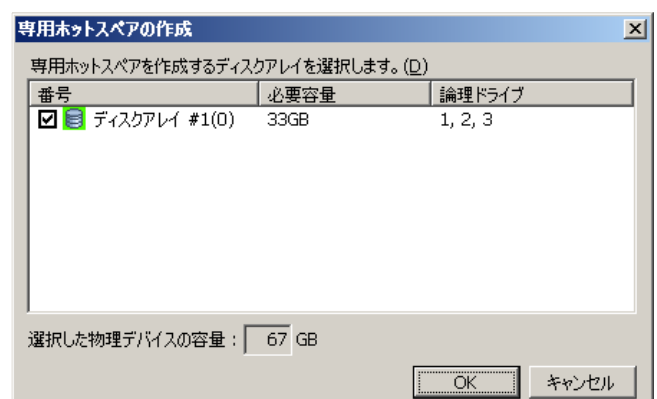 専用ホットスペアの作成
専用ホットスペアを作成するディスクアレイを選択します。(D)
番号 必要容量 論理ドライブ
ディスクアレイ #1(0) 33GB 1, 2, 3
選択した物理デバイスの容量： 67 GB
OK キャンセル